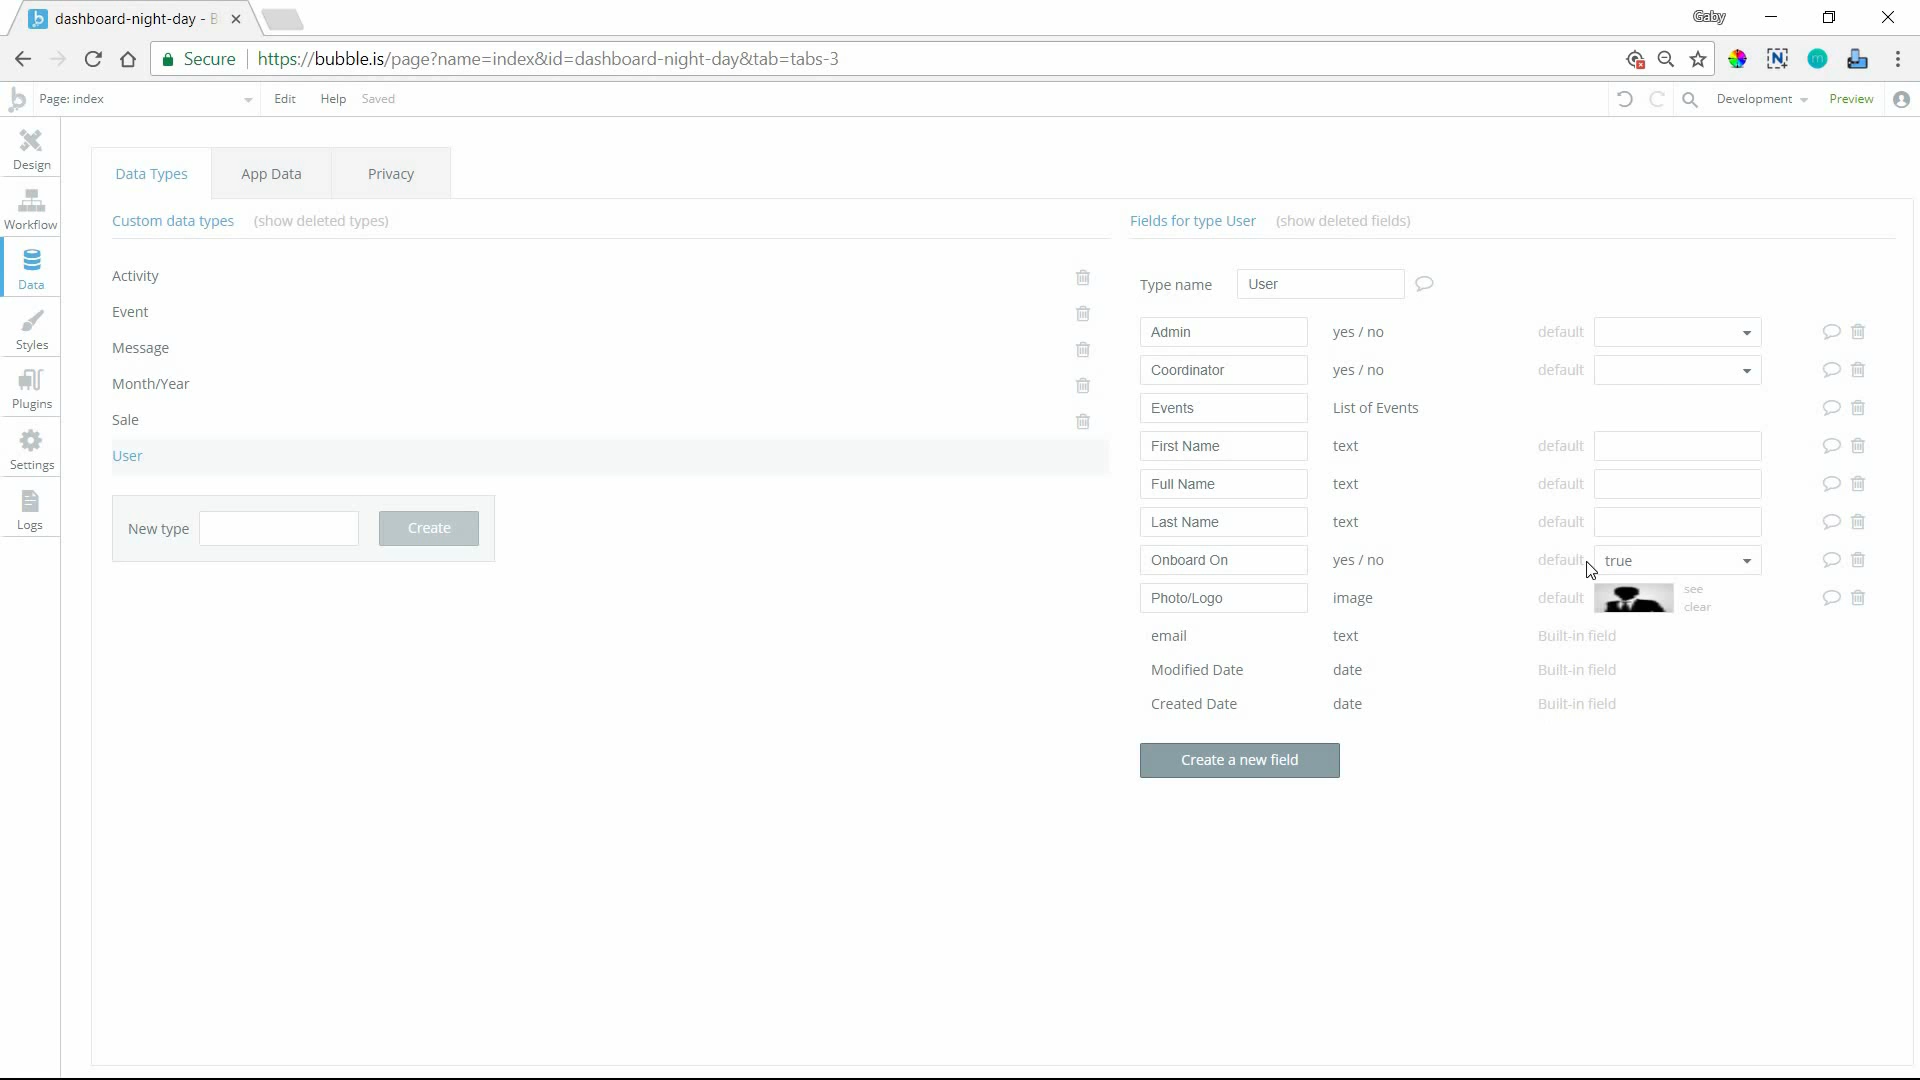 dashboard-night-day - B
Gaby
Secure
https://bubble.is/page?name=index&id=dashboard-night-day&tab=tabs-3
Page: index
Edit
Help
Saved
Development
Preview
Design
Workflow
Data
Styles
Plugins
Settings
Logs
Data Types
App Data
Privacy
Custom data types (show deleted types)
Activity
Event
Message
Month/Year
Sale
User
New type
Create
Fields for type User (show deleted fields)
Type name User
Admin yes / no default
Coordinator yes / no default
Events List of Events
First Name text default
Full Name text default
Last Name text default
Onboard On yes / no default true
Photo/Logo image default see
clear
email text Built-in field
Modified Date date Built-in field
Created Date date Built-in field
Create a new field